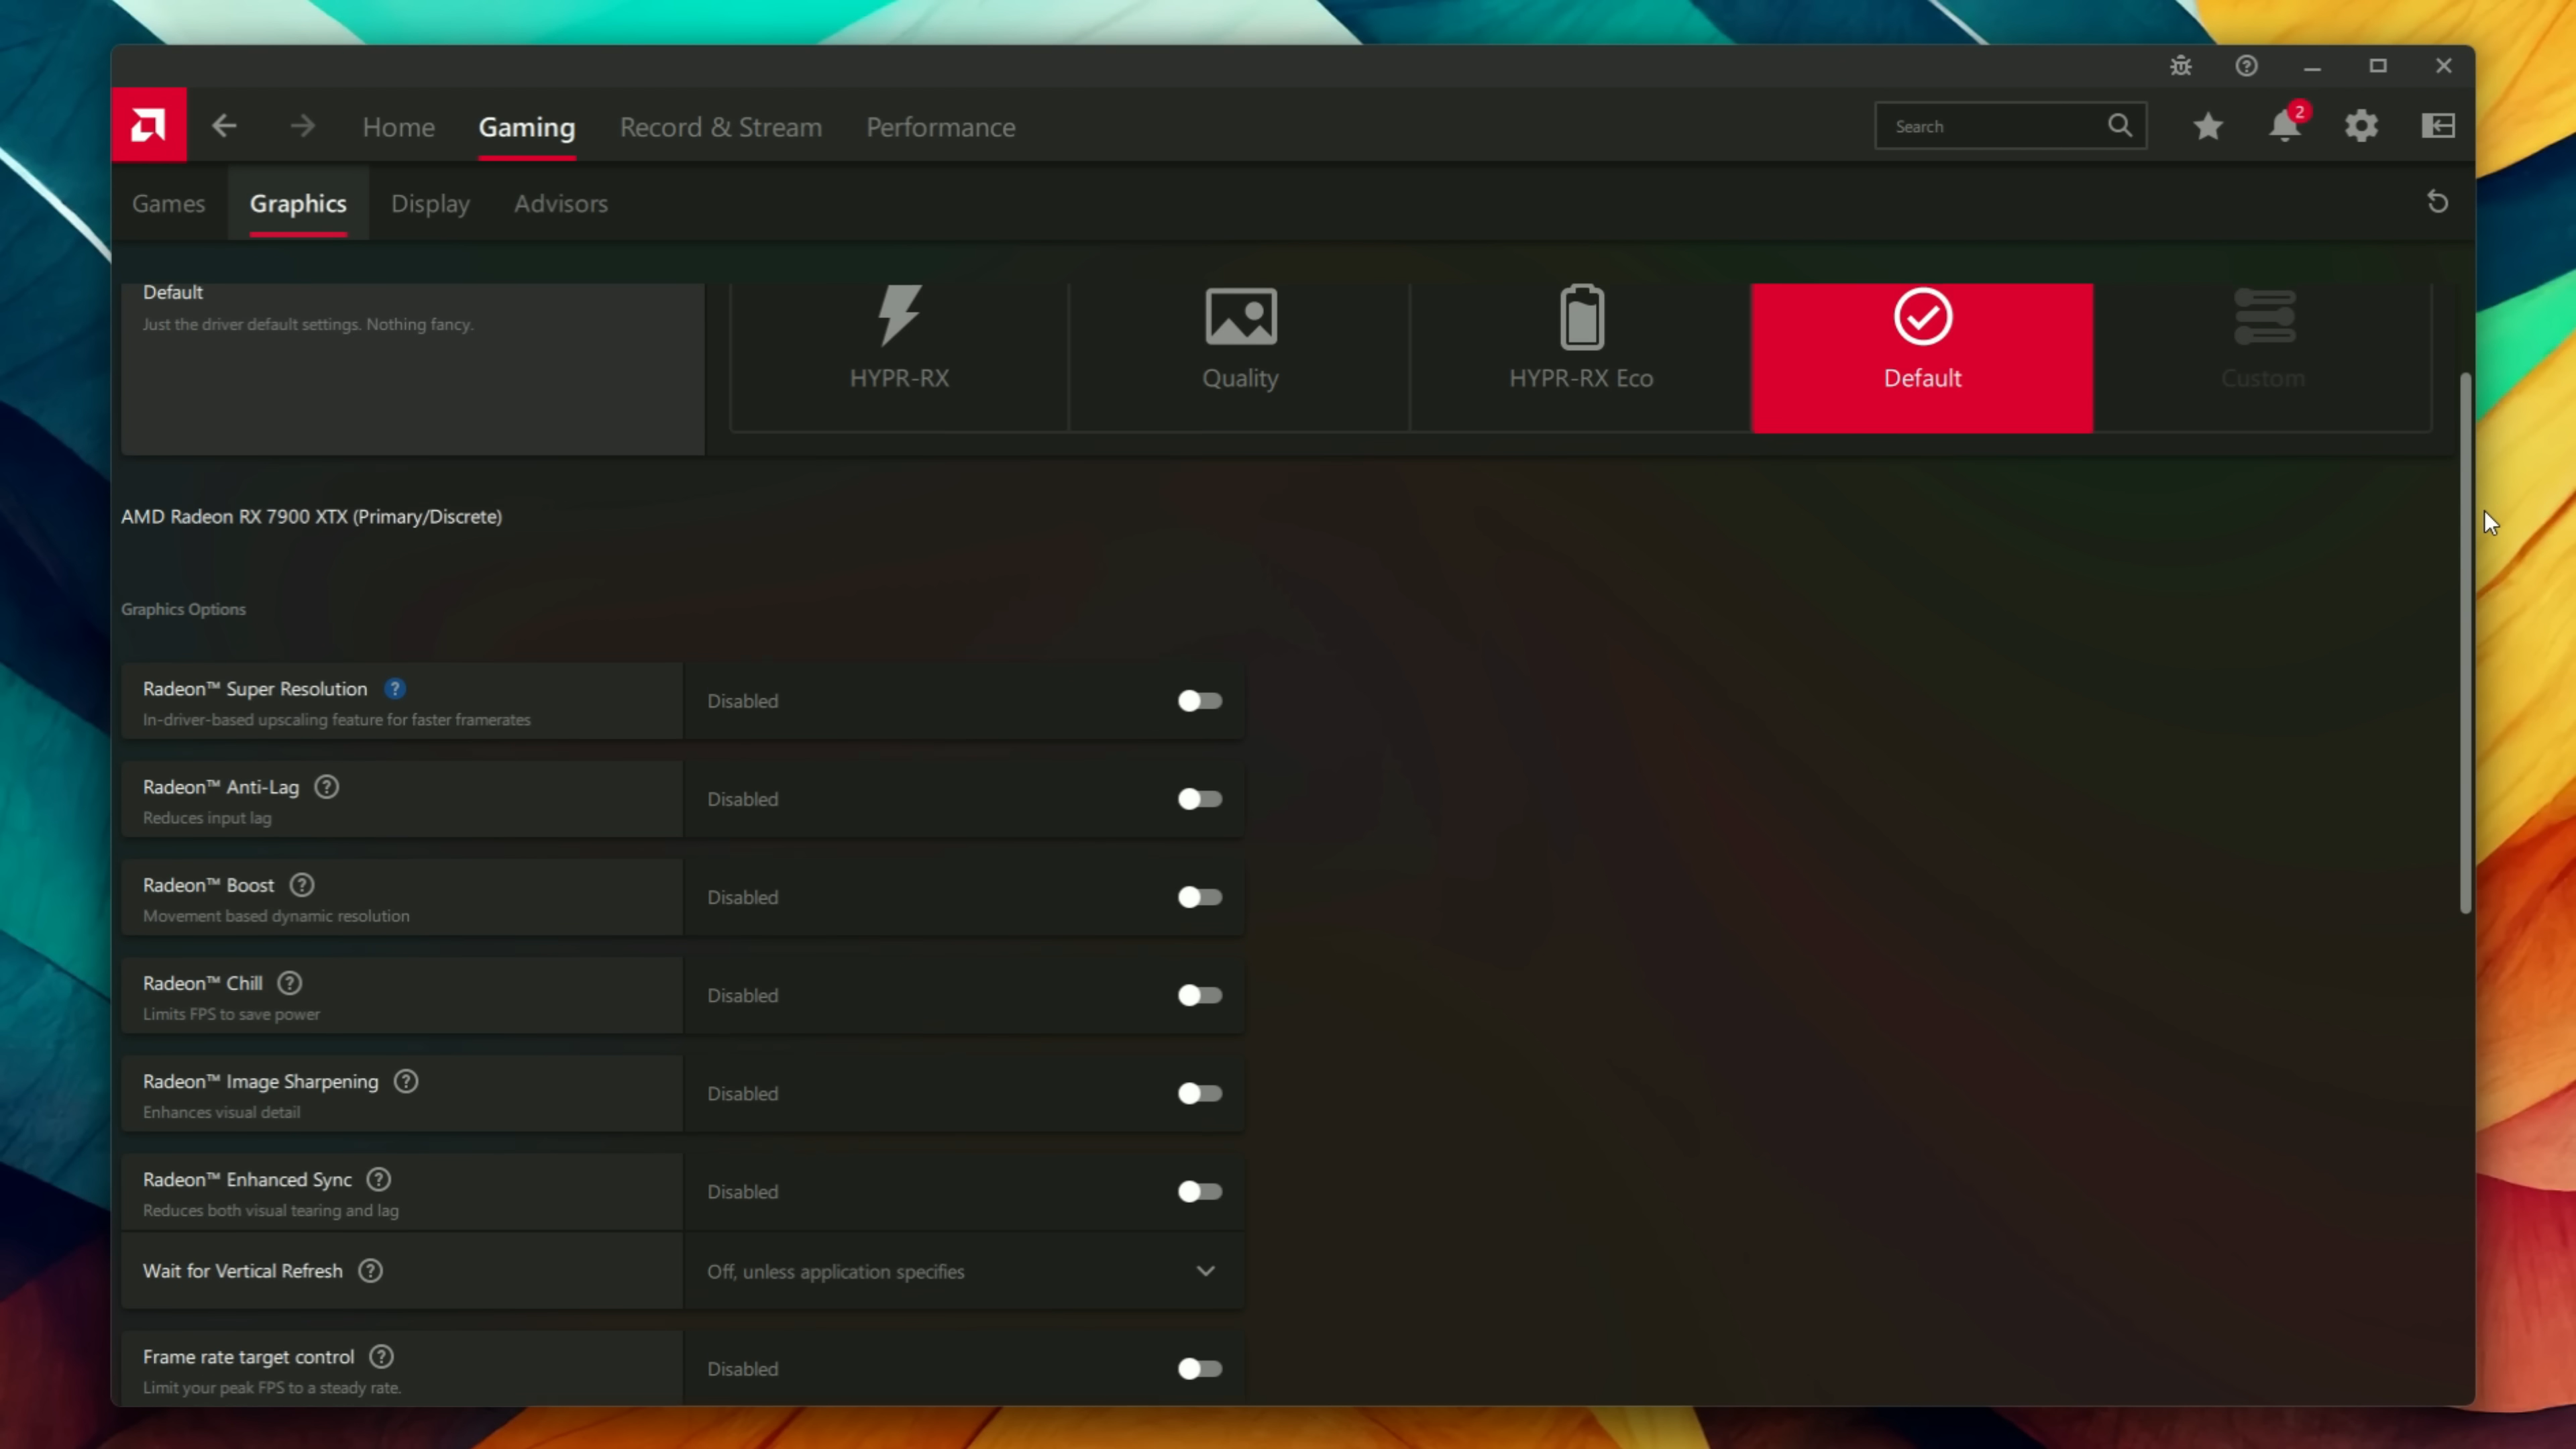 2
Home
Gaming
Record & Stream
Performance
Search
Games
Graphics
Display
Advisors
Default
Just the driver default settings. Nothing fancy.
HYPR-RX
Quality
HYPR-RX Eco
Default
Custom
AMD Radeon RX 7900 XTX (Primary/Discrete)
Graphics Options
Radeon™ Super Resolution ?
In-driver-based upscaling feature for faster framerates
Disabled
Radeon™ Anti-Lag ?
Reduces input lag
Disabled
Radeon™ Boost ?
Movement based dynamic resolution
Disabled
Radeon™ Chill ?
Limits FPS to save power
Disabled
Radeon™ Image Sharpening ?
Enhances visual detail
Disabled
Radeon™ Enhanced Sync ?
Reduces both visual tearing and lag
Disabled
Wait for Vertical Refresh ?
Off, unless application specifies
Frame rate target control ?
Limit your peak FPS to a steady rate.
Disabled